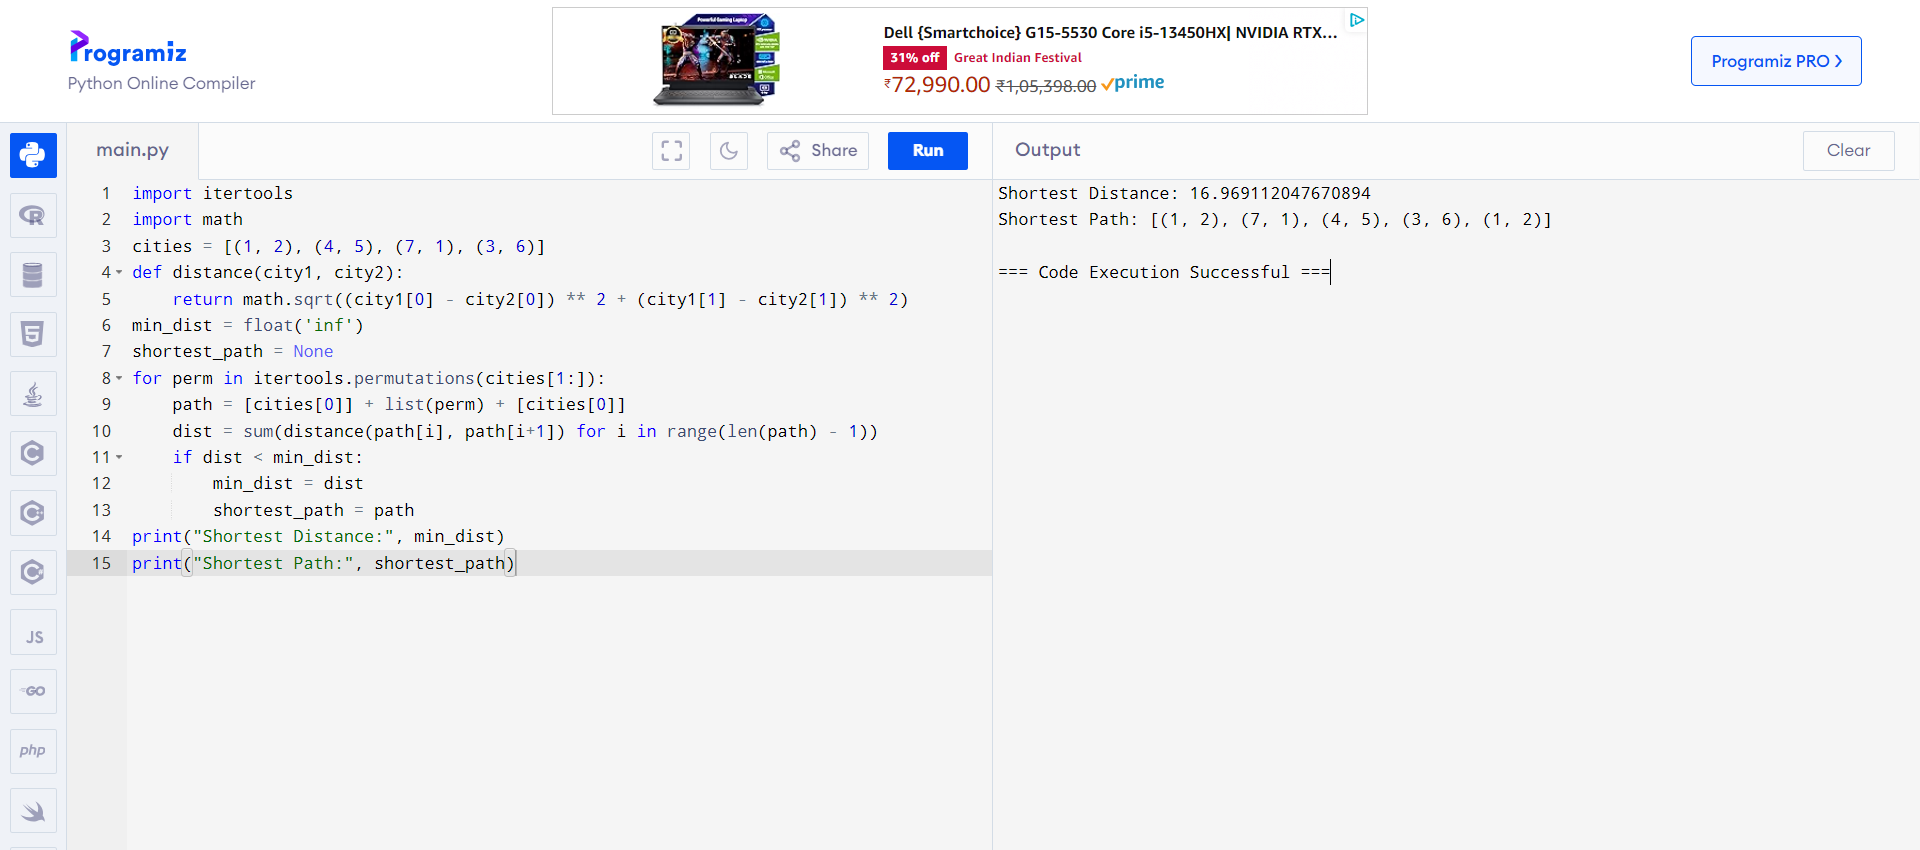 Programiz
Python Online Compiler
Powerful Gaming Laptop
Dell {Smartchoice} G15-5530 Core i5-13450HX| NVIDIA RTX...
31% off Great Indian Festival
₹72,990.00 ₹1,05,398.00 prime
Programiz PRO >
main.py
Share
Run
Output
Clear
1 import itertools
2 import math
3 cities = [(1, 2), (4, 5), (7, 1), (3, 6)]
4 def distance(city1, city2):
5     return math.sqrt((city1[0] - city2[0]) ** 2 + (city1[1] - city2[1]) ** 2)
6 min_dist = float('inf')
7 shortest_path = None
8 for perm in itertools.permutations(cities[1:]):
9     path = [cities[0]] + list(perm) + [cities[0]]
10     dist = sum(distance(path[i], path[i+1]) for i in range(len(path) - 1))
11     if dist < min_dist:
12         min_dist = dist
13         shortest_path = path
14 print("Shortest Distance:", min_dist)
15 print("Shortest Path:", shortest_path)
Shortest Distance: 16.969112047670894
Shortest Path: [(1, 2), (7, 1), (4, 5), (3, 6), (1, 2)]
=== Code Execution Successful ===
R
5
C
C
C
JS
GO
php